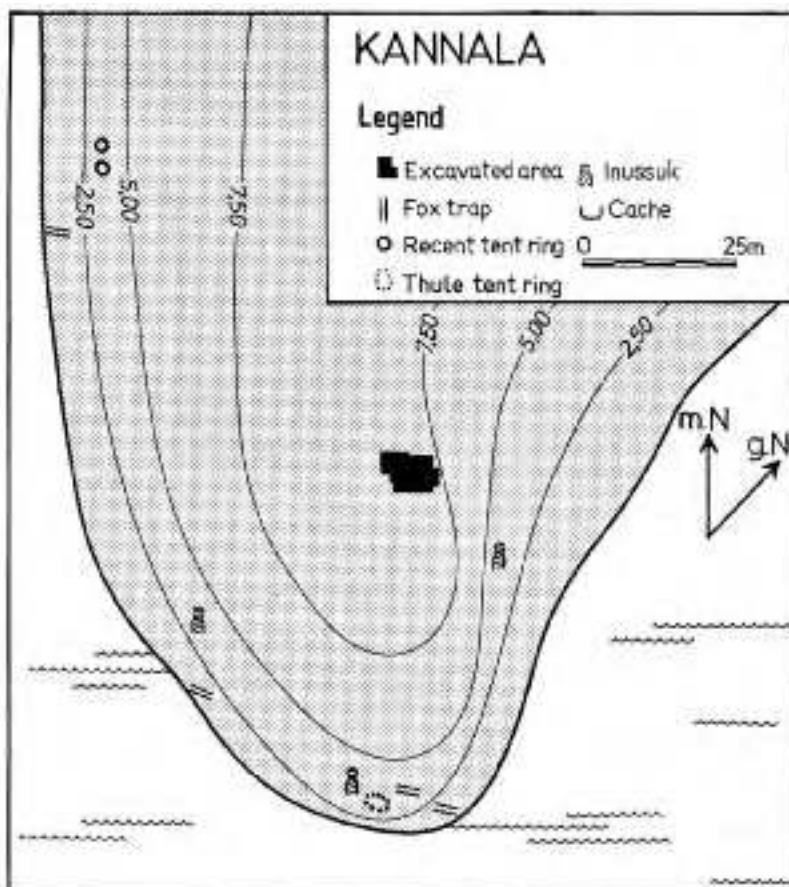 KANNALA
Legend
Excavated area
Inussuk
Fox trap
Cache
Recent tent ring
0 25m
Thule tent ring
2,50
5,00
7,50
7,50
5,00
2,50
m.N
g.N